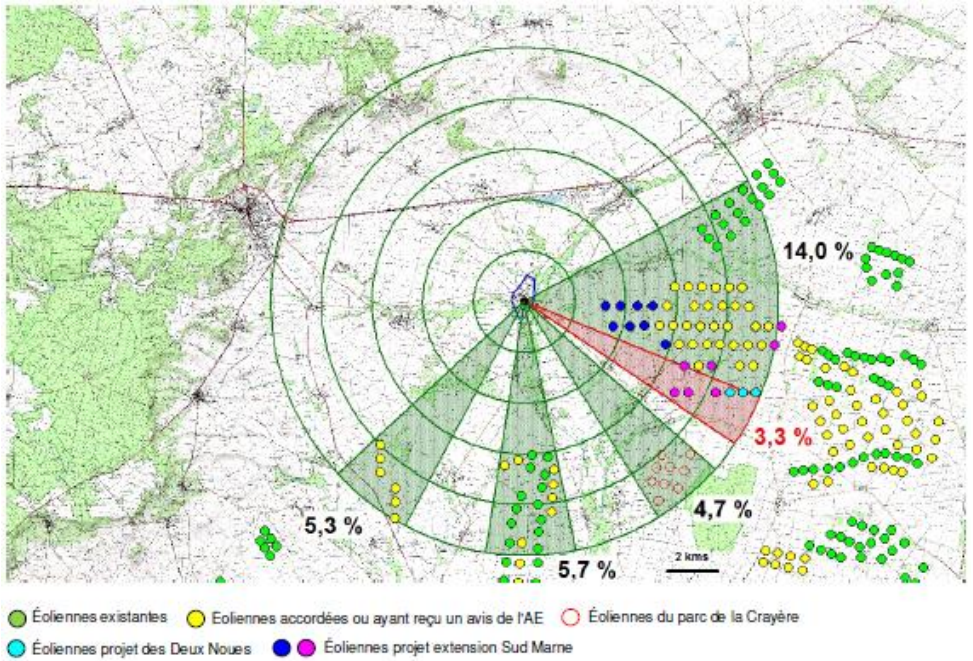 14,0 %
3,3 %
4,7 %
5,3 %
5,7 %
2 kms
Éoliennes existantes
Éoliennes accordées ou ayant reçu un avis de l'AE
Éoliennes du parc de la Crayère
Éoliennes projet des Deux Noues
Éoliennes projet extension Sud Marne